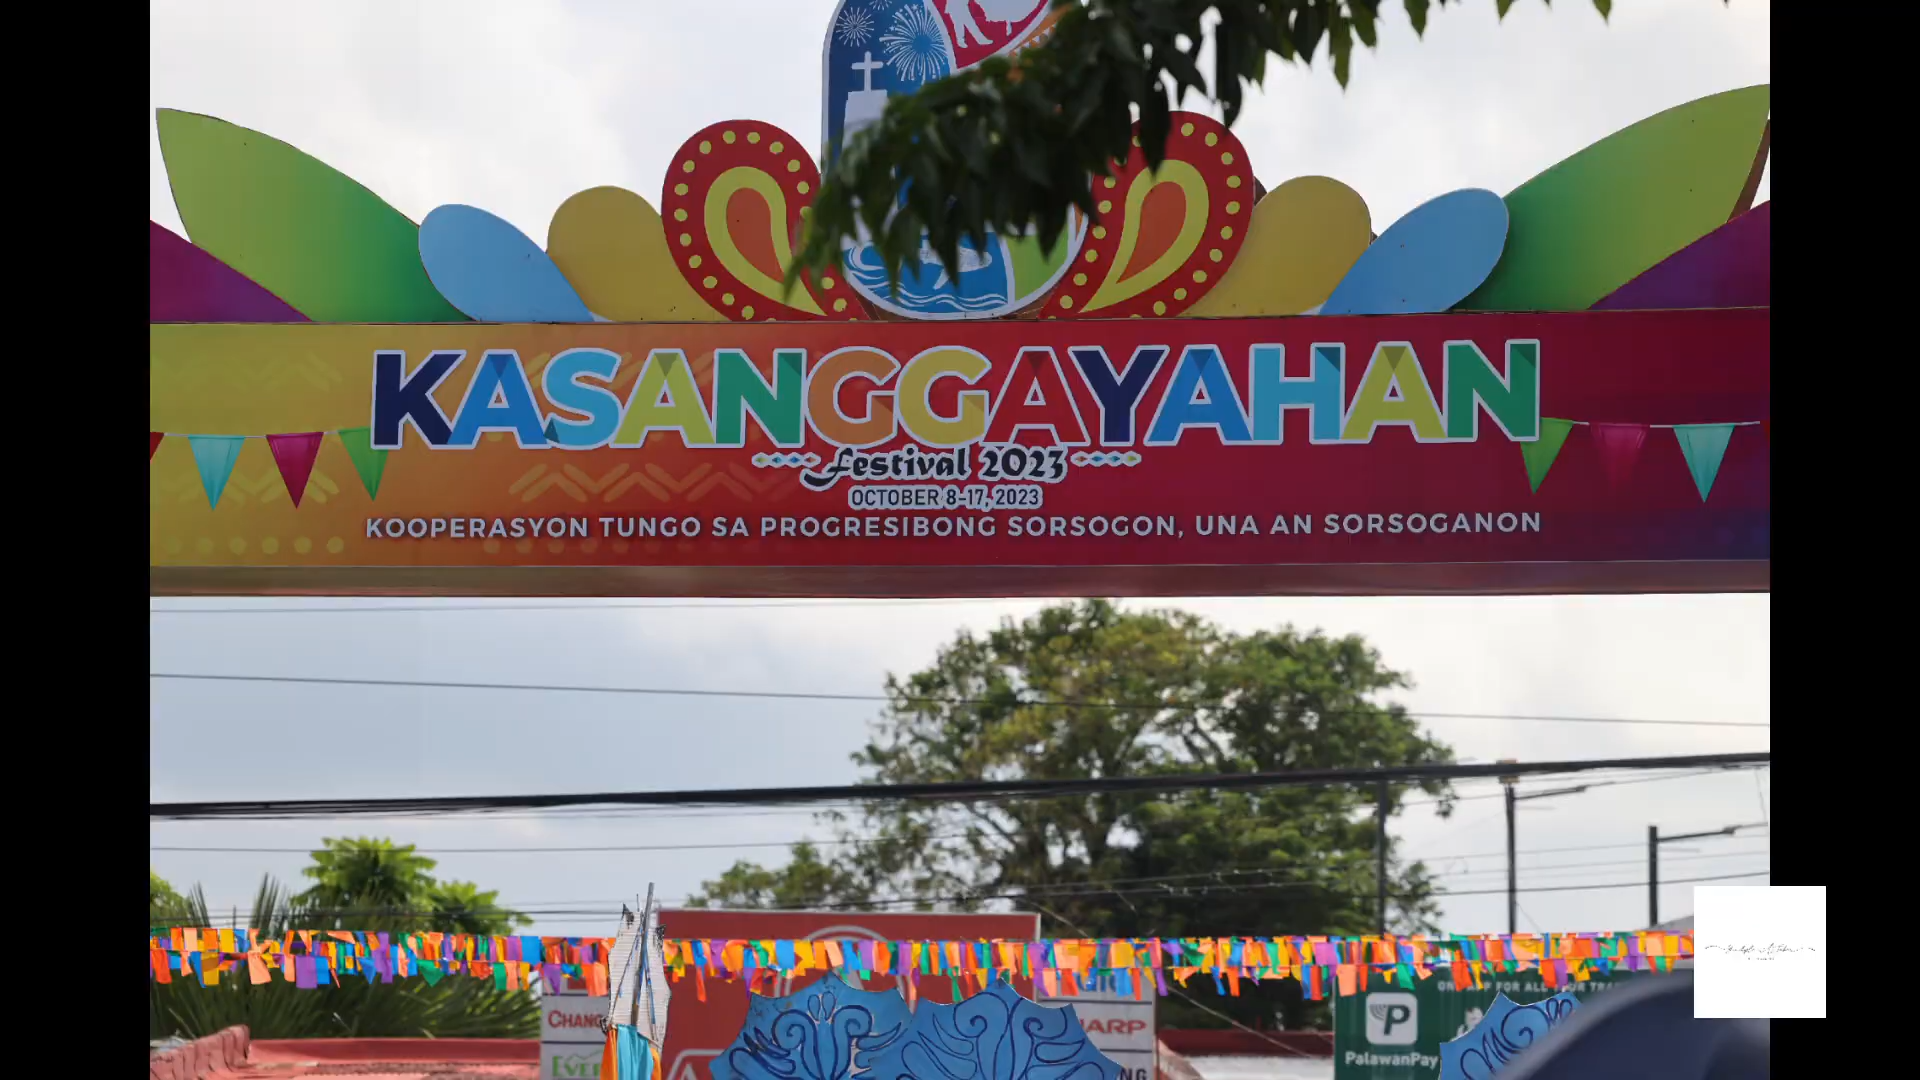 KASANGGAYAHAN
festival 2023
OCTOBER 8-17, 2023
KOOPERASYON TUNGO SA PROGRESIBONG SORSOGON, UNA AN SORSOGANON
PalawanPay